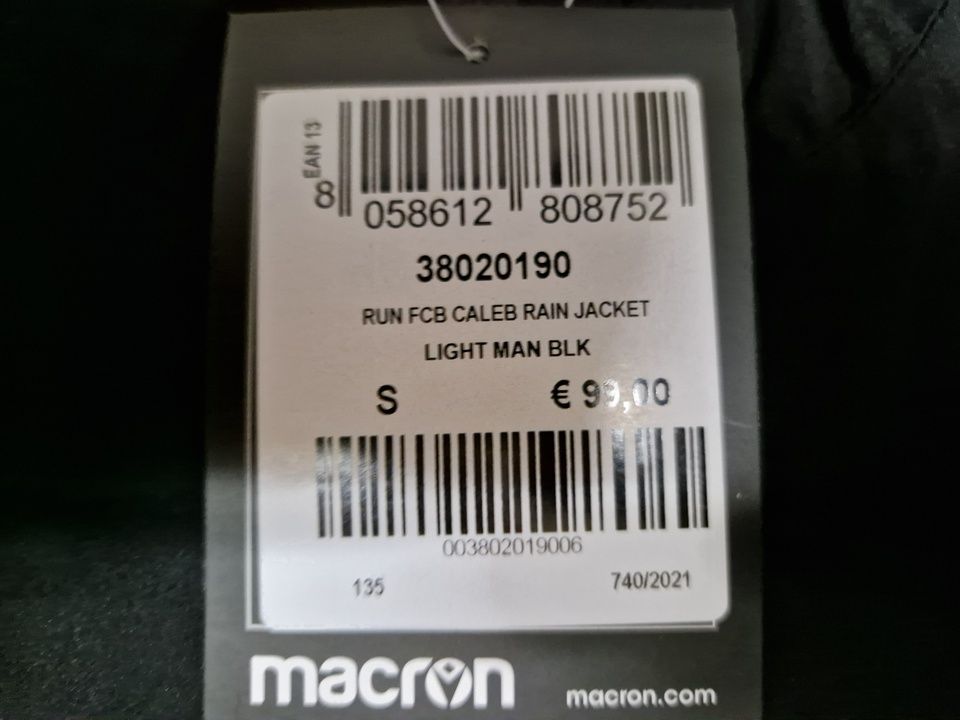 EAN 13
8 058612 808752
38020190
RUN FCB CALEB RAIN JACKET
LIGHT MAN BLK
S € 99,00
003802019006
135 740/2021
macron macron.com